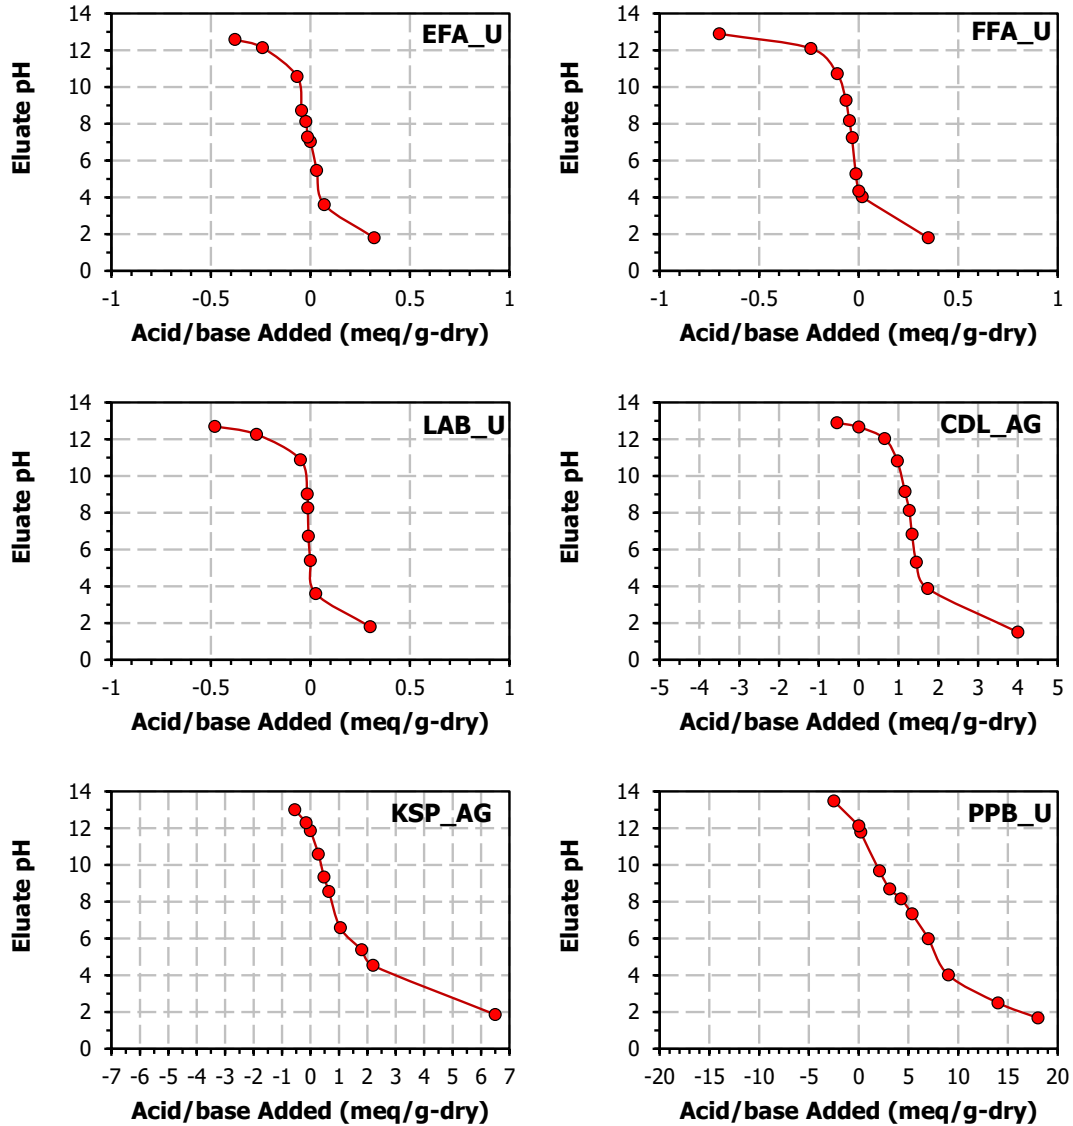 EFA_U
Eluate pH
14
12
10
8
6
4
2
0
-1 -0.5 0 0.5 1
Acid/base Added (meq/g-dry)
FFA_U
Eluate pH
14
12
10
8
6
4
2
0
-1 -0.5 0 0.5 1
Acid/base Added (meq/g-dry)
LAB_U
Eluate pH
14
12
10
8
6
4
2
0
-1 -0.5 0 0.5 1
Acid/base Added (meq/g-dry)
CDL_AG
Eluate pH
14
12
10
8
6
4
2
0
-5 -4 -3 -2 -1 0 1 2 3 4 5
Acid/base Added (meq/g-dry)
KSP_AG
Eluate pH
14
12
10
8
6
4
2
0
-7 -6 -5 -4 -3 -2 -1 0 1 2 3 4 5 6 7
Acid/base Added (meq/g-dry)
PPB_U
Eluate pH
14
12
10
8
6
4
2
0
-20 -15 -10 -5 0 5 10 15 20
Acid/base Added (meq/g-dry)